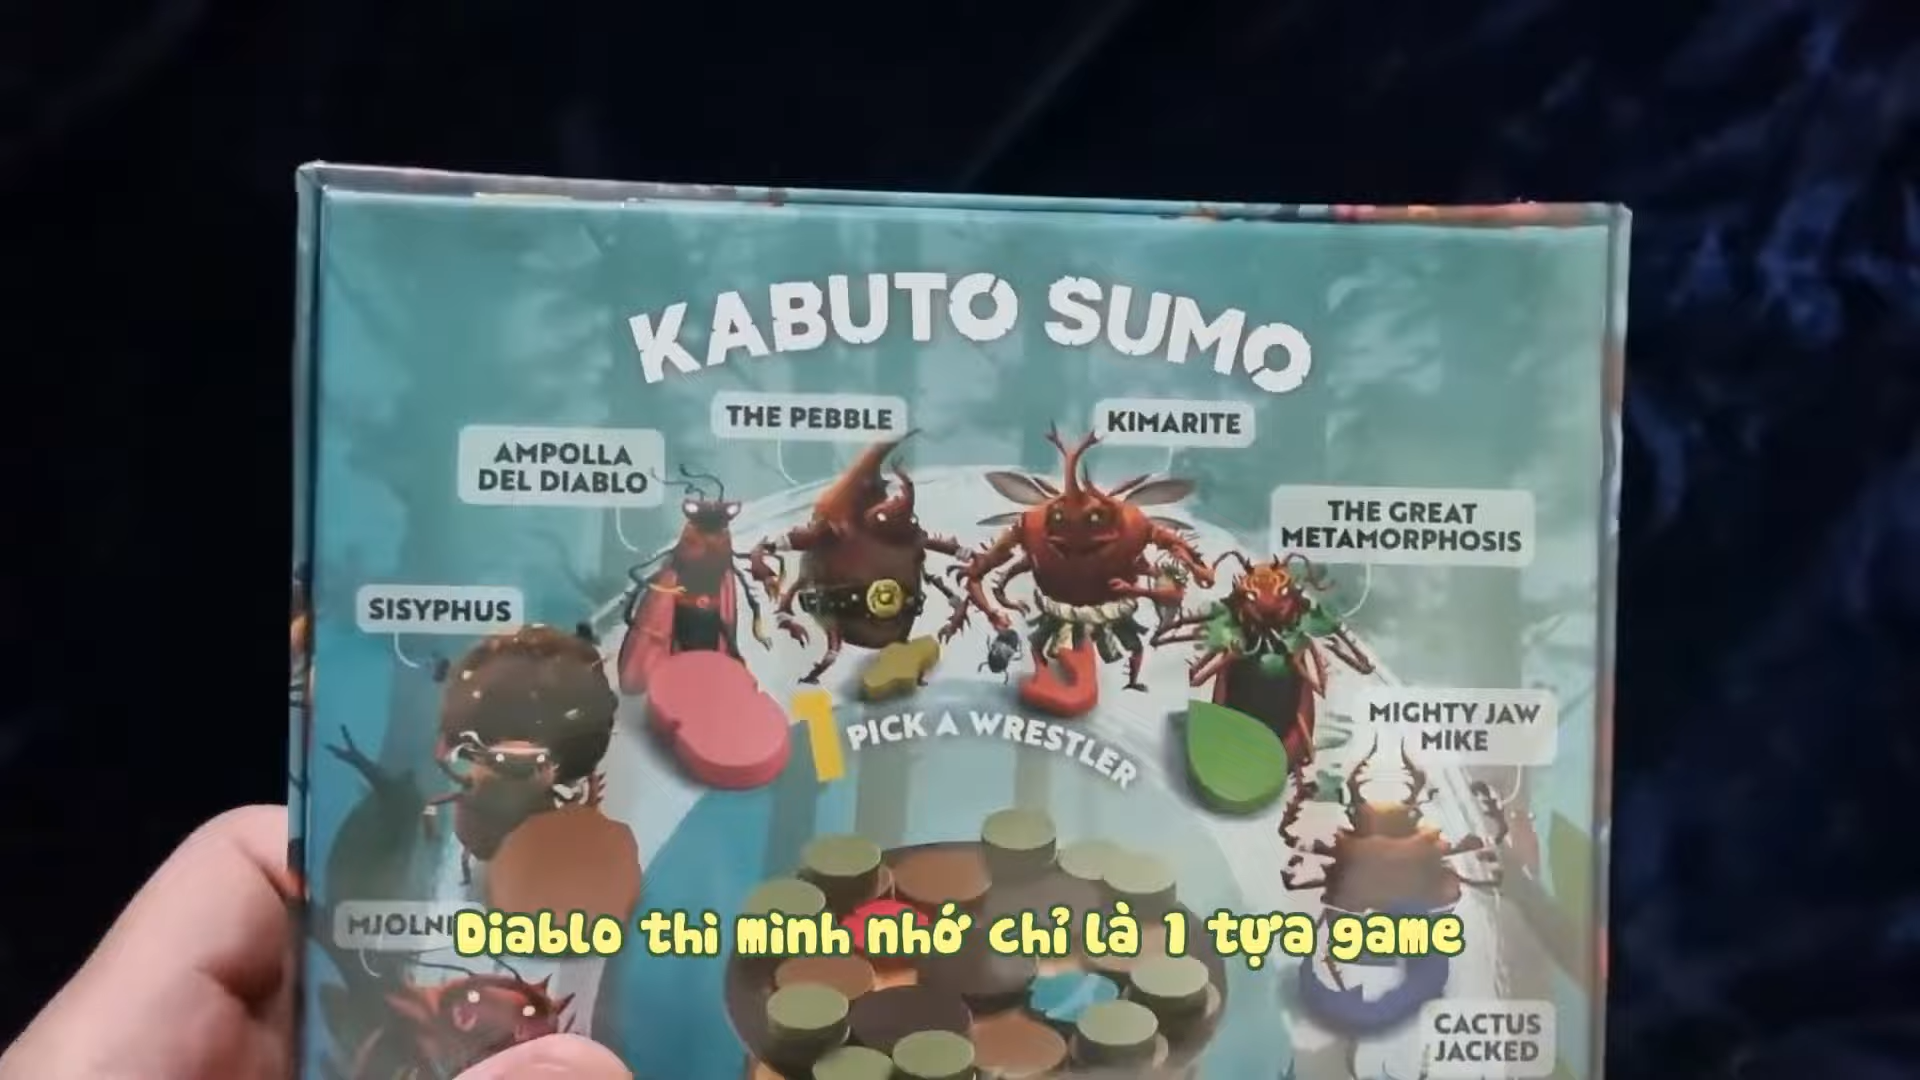 KABUTO SUMO
THE PEBBLE
KIMARITE
AMPOLLA
DEL DIABLO
THE GREAT
METAMORPHOSIS
SISYPHUS
MIGHTY JAW
MIKE
1 PICK A WRESTLER
MJOLNI
Diablo thì mình nhớ chỉ là 1 tựa game
CACTUS
JACKED